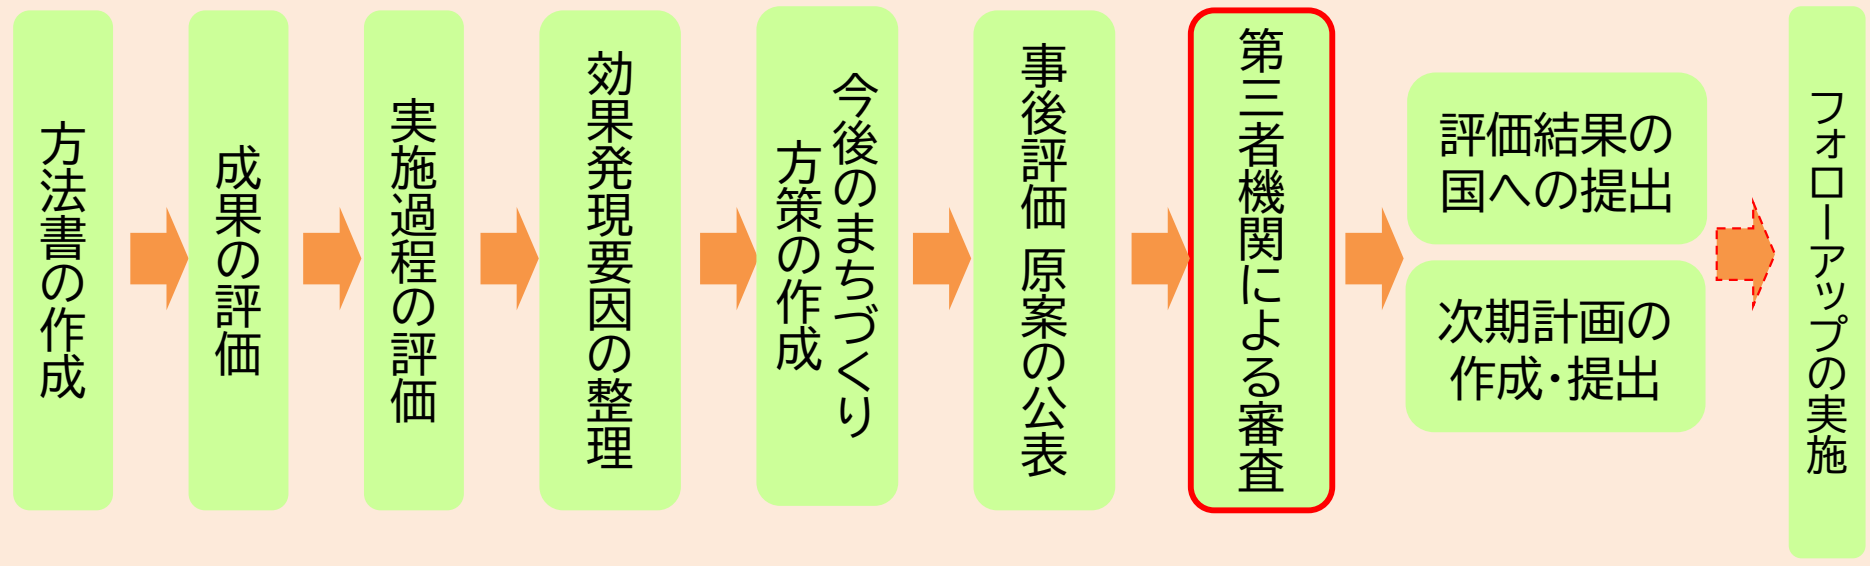 方法書の作成
成果の評価
実施過程の評価
効果発現要因の整理
今後のまちづくり
方策の作成
事後評価 原案の公表
第三者機関による審査
評価結果の
国への提出
次期計画の
作成・提出
フォローアップの実施